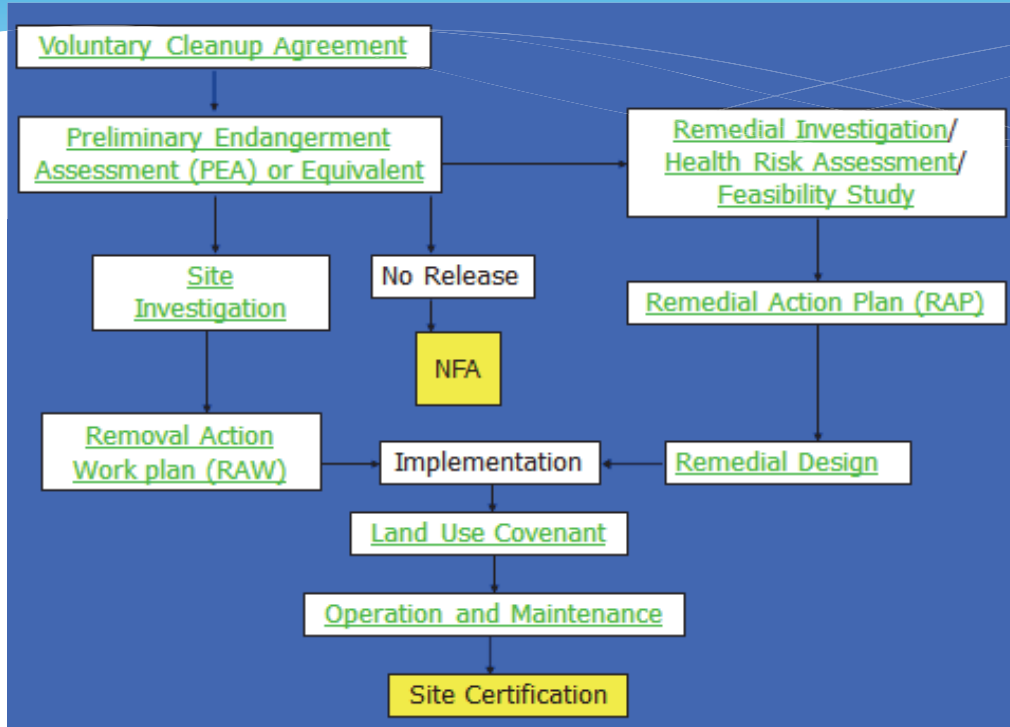 Voluntary Cleanup Agreement
Preliminary Endangerment
Assessment (PEA) or Equivalent
Remedial Investigation/
Health Risk Assessment/
Feasibility Study
Site
Investigation
No Release
Remedial Action Plan (RAP)
NFA
Removal Action
Work plan (RAW)
Implementation
Remedial Design
Land Use Covenant
Operation and Maintenance
Site Certification